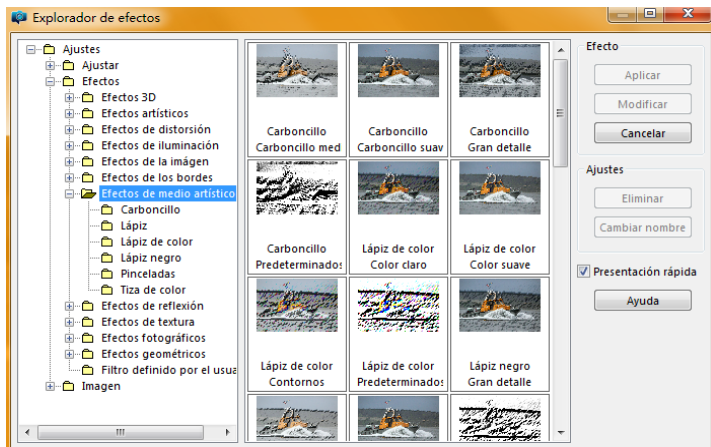 Explorador de efectos
Ajustes
Ajustar
Efectos
Efectos 3D
Efectos artísticos
Efectos de distorsión
Efectos de iluminación
Efectos de la imágen
Efectos de los bordes
Efectos de medio artístico
Carboncillo
Lápiz
Lápiz de color
Lápiz negro
Pinceladas
Tiza de color
Efectos de reflexión
Efectos de textura
Efectos fotográficos
Efectos geométricos
Filtro definido por el usua
Imagen
Carboncillo
Carboncillo med
Carboncillo
Carboncillo suav
Carboncillo
Gran detalle
Carboncillo
Predeterminados
Lápiz de color
Color claro
Lápiz de color
Color suave
Lápiz de color
Contornos
Lápiz de color
Predeterminados
Lápiz negro
Gran detalle
Efecto
Aplicar
Modificar
Cancelar
Ajustes
Eliminar
Cambiar nombre
Presentación rápida
Ayuda